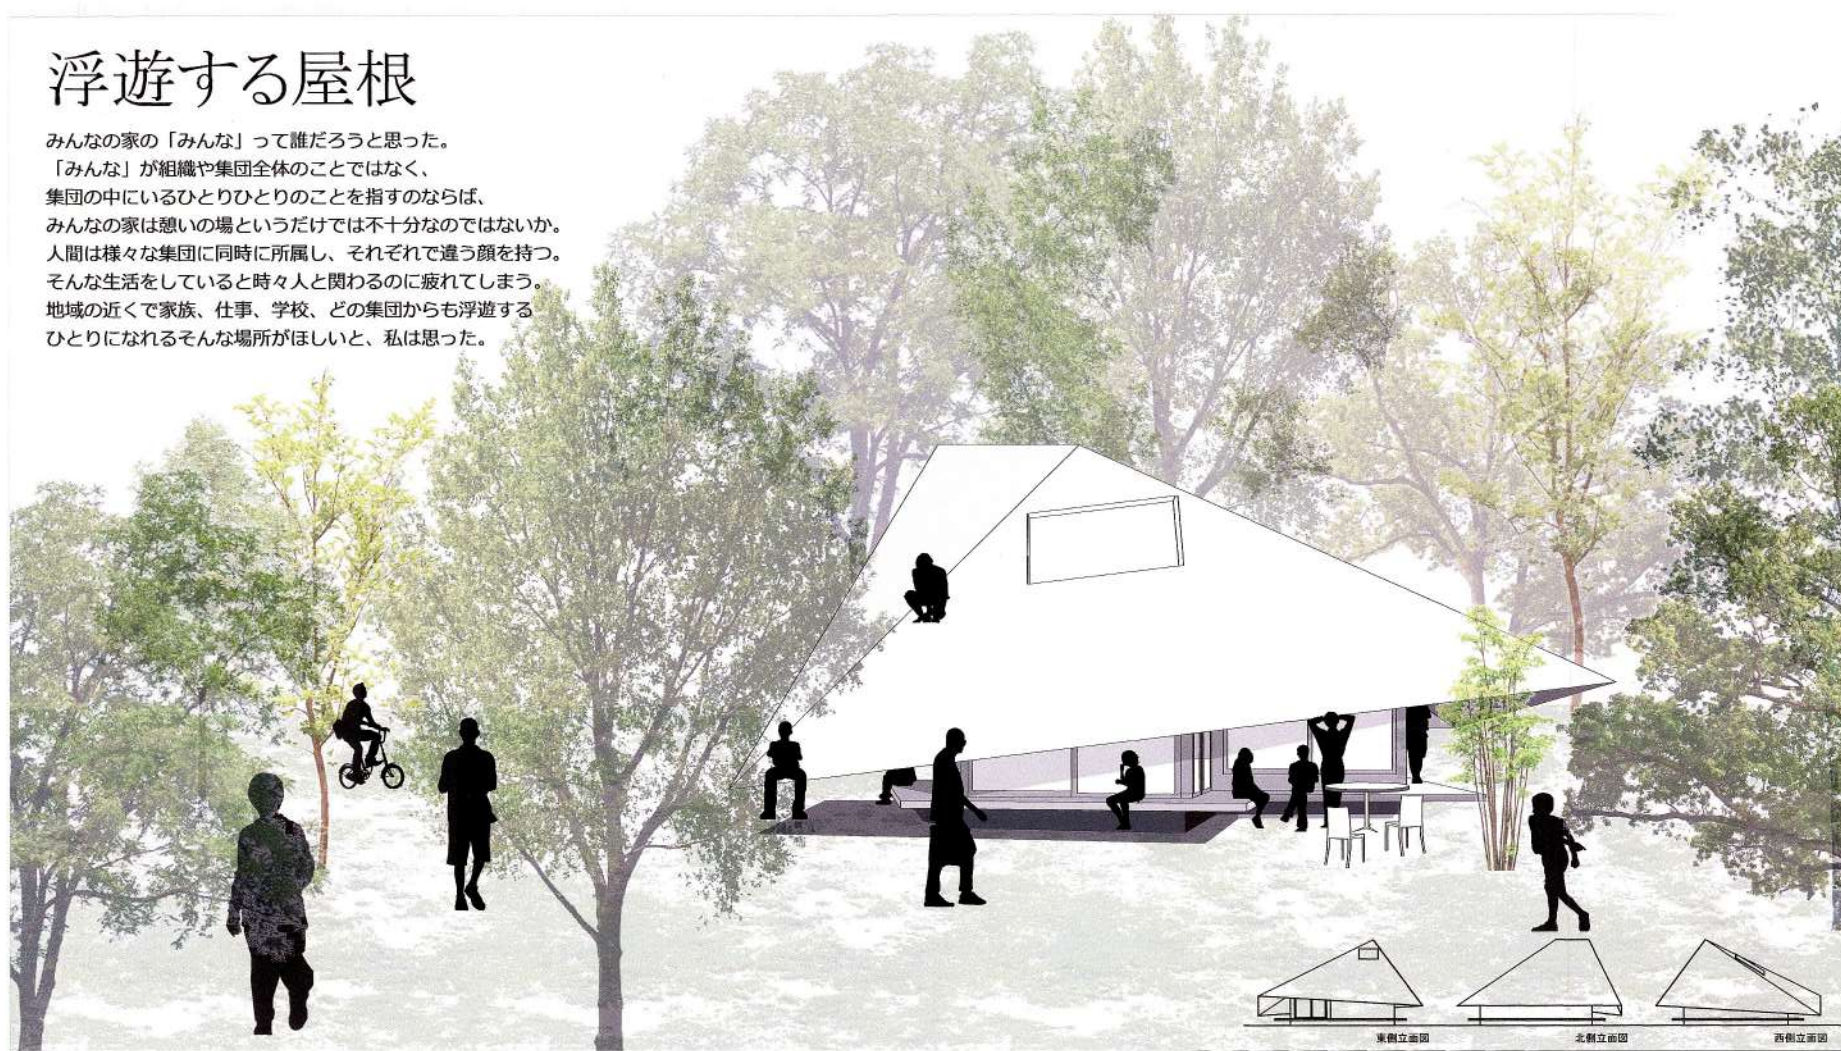 浮遊する屋根
みんなの家の「みんな」って誰だろうと思った。
「みんな」が組織や集団全体のことではなく、
集団の中にいるひとりひとりのことを指すのならば、
みんなの家は憩いの場というだけでは不十分なのではないか。
人間は様々な集団に同時に所属し、それぞれで違う顔を持つ。
そんな生活をしていると時々人と関わるのに疲れてしまう。
地域の近くで家族、仕事、学校、どの集団からも浮遊する
ひとりになれるそんな場所がほしいと、私は思った。
東側立面図
北側立面図
西側立面図